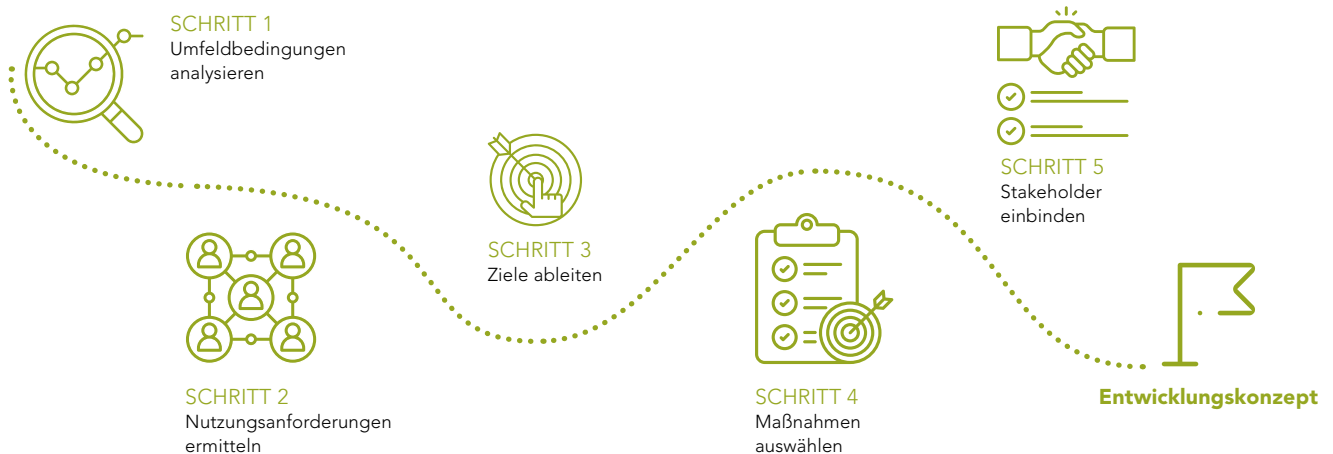 SCHRITT 1
Umfeldbedingungen
analysieren
SCHRITT 2
Nutzungsanforderungen
ermitteln
SCHRITT 3
Ziele ableiten
SCHRITT 4
Maßnahmen
auswählen
SCHRITT 5
Stakeholder
einbinden
Entwicklungskonzept